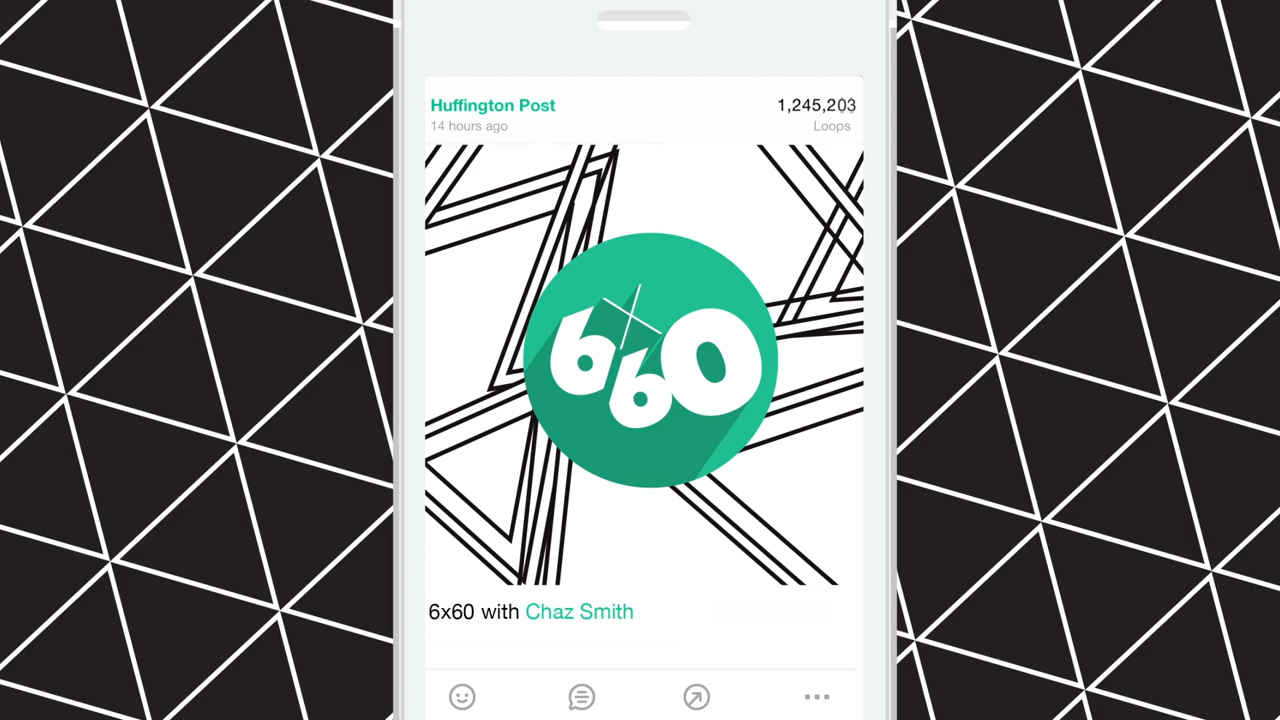 Huffington Post
1,245,203
14 hours ago
Loops
6x60
6x60 with Chaz Smith